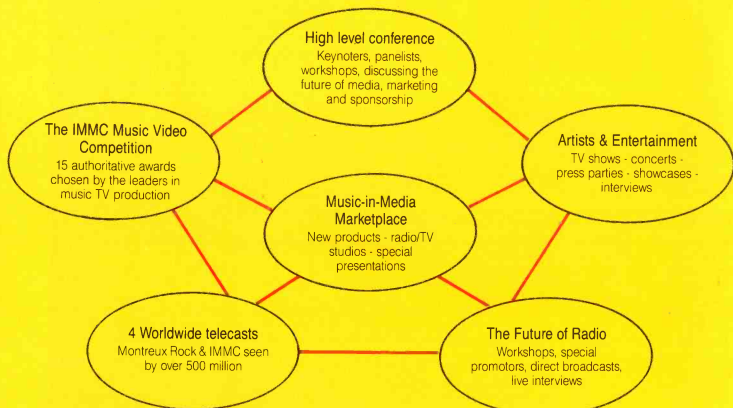 High level conference
Keynoters, panelists,
workshops, discussing the
future of media, marketing
and sponsorship
The IMMC Music Video
Competition
15 authoritative awards
chosen by the leaders in
music TV production
Artists & Entertainment
TV shows - concerts -
press parties - showcases -
interviews
Music-in-Media
Marketplace
New products - radio/TV
studios - special
presentations
4 Worldwide telecasts
Montreux Rock & IMMC seen
by over 500 million
The Future of Radio
Workshops, special
promotors, direct broadcasts,
live interviews